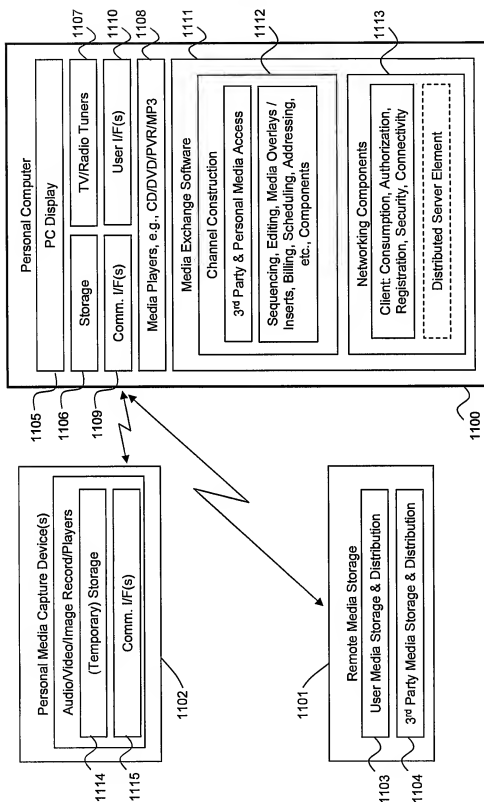 Personal Computer
PC Display
Storage
TV/Radio Tuners
Comm. I/F(s)
User I/F(s)
Media Players, e.g., CD/DVD/PVR/MP3
Media Exchange Software
Channel Construction
3rd Party & Personal Media Access
Sequencing, Editing, Media Overlays /
Inserts, Billing, Scheduling, Addressing,
etc., Components
Networking Components
Client: Consumption, Authorization,
Registration, Security, Connectivity
Distributed Server Element
1105
1106
1109
1107
1110
1108
1111
1112
1113
1100
Personal Media Capture Device(s)
Audio/Video/Image Record/Players
(Temporary) Storage
Comm. I/F(s)
1114
1115
1102
Remote Media Storage
User Media Storage & Distribution
3rd Party Media Storage & Distribution
1101
1103
1104